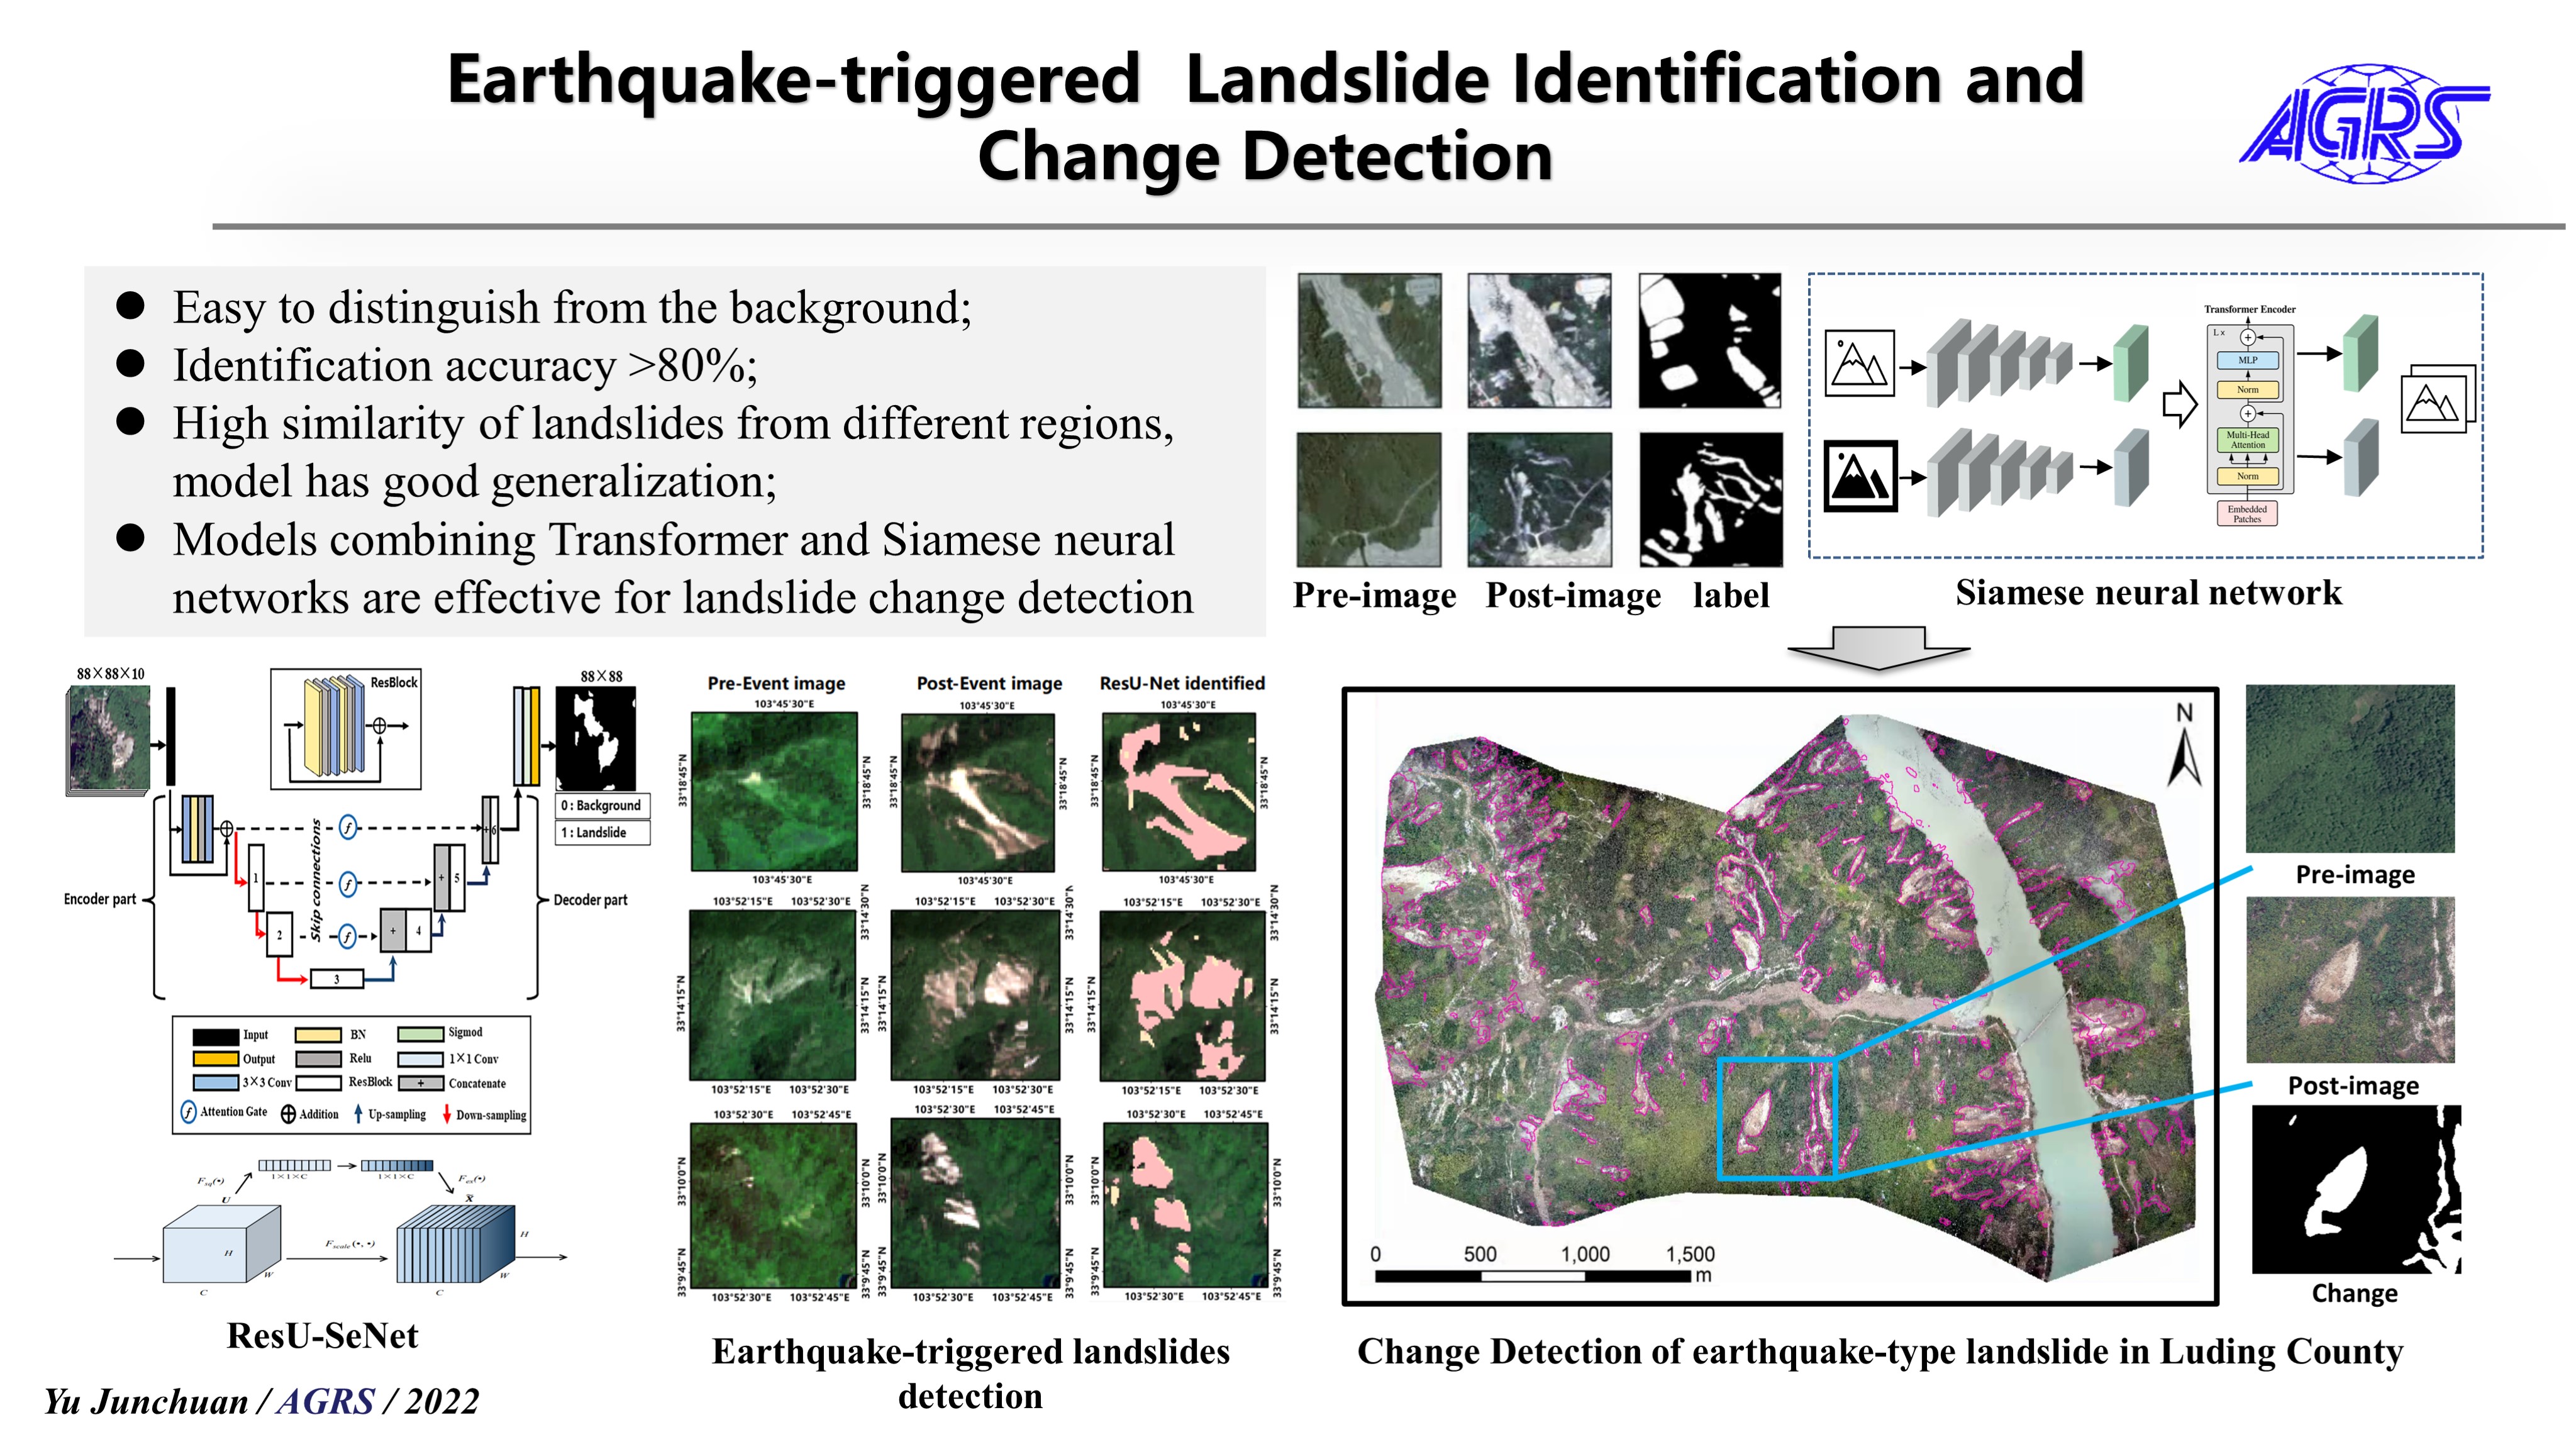 Earthquake-triggered Landslide Identification and
Change Detection
AGRS
● Easy to distinguish from the background;
● Identification accuracy >80%;
● High similarity of landslides from different regions,
model has good generalization;
● Models combining Transformer and Siamese neural
networks are effective for landslide change detection
Pre-image Post-image label
Transformer Encoder
L ×
+
MLP
Norm
+
Multi-Head
Attention
Norm
Embedded
Patches
Siamese neural network
88×88×10
ResBlock
88×88
0 : Background
1 : Landslide
Encoder part
Skip connections
Decoder part
f
f
f
1
2
3
+ 4
+ 5
+ 6
Input BN Sigmod
Output Relu 1×1 Conv
3×3 Conv ResBlock + Concatenate
f Attention Gate Addition Up-sampling Down-sampling
1×1×C 1×1×C
Fsq(•) Fex(•)
U X̃
Fscale(•, •)
H W C
H W C
ResU-SeNet
Pre-Event image Post-Event image ResU-Net identified
103°45'30"E 103°45'30"E 103°45'30"E
33°18'45"N 33°18'45"N 33°18'45"N 33°18'45"N 33°18'45"N 33°18'45"N
103°45'30"E 103°45'30"E 103°45'30"E
103°52'15"E 103°52'30"E 103°52'15"E 103°52'30"E 103°52'15"E 103°52'30"E
33°14'30"N 33°14'30"N 33°14'30"N
33°14'15"N 33°14'15"N 33°14'15"N 33°14'15"N 33°14'15"N 33°14'15"N
103°52'15"E 103°52'30"E 103°52'15"E 103°52'30"E 103°52'15"E 103°52'30"E
103°52'30"E 103°52'45"E 103°52'30"E 103°52'45"E 103°52'30"E 103°52'45"E
33°10'0"N 33°10'0"N 33°10'0"N 33°10'0"N 33°10'0"N 33°10'0"N
33°9'45"N 33°9'45"N 33°9'45"N 33°9'45"N 33°9'45"N 33°9'45"N
103°52'30"E 103°52'45"E 103°52'30"E 103°52'45"E 103°52'30"E 103°52'45"E
Earthquake-triggered landslides
detection
N
0 500 1,000 1,500
m
Pre-image
Post-image
Change
Change Detection of earthquake-type landslide in Luding County
Yu Junchuan / AGRS / 2022